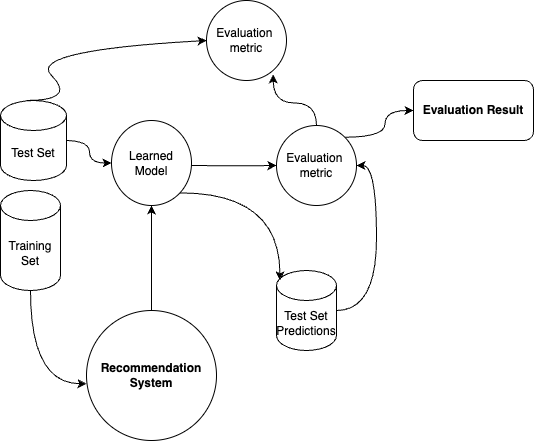 Evaluation
metric
Evaluation Result
Test Set
Learned
Model
Evaluation
metric
Training
Set
Test Set
Predictions
Recommendation
System